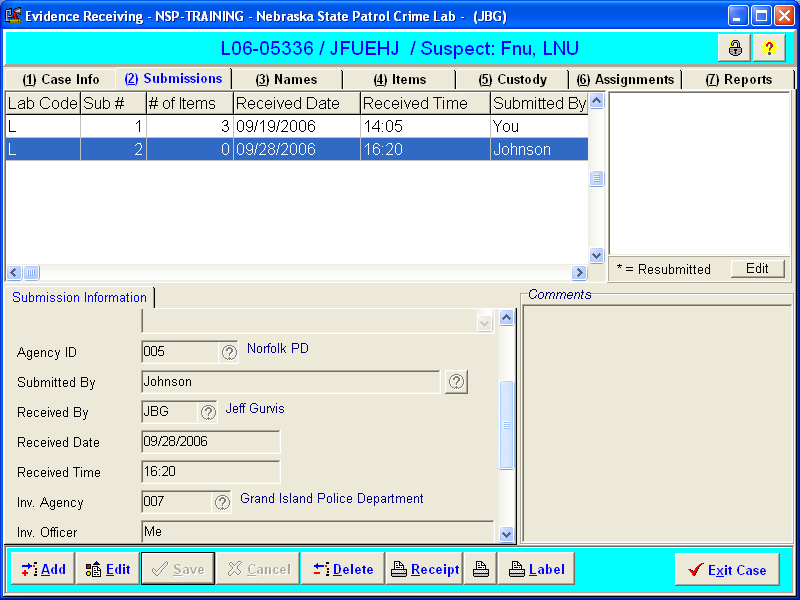 Evidence Receiving - NSP-TRAINING - Nebraska State Patrol Crime Lab - (JBG)
L06-05336 / JFUEHJ / Suspect: Fnu, LNU
?
(1) Case Info (2) Submissions (3) Names (4) Items (5) Custody (6) Assignments (7) Reports
Lab Code Sub # # of Items Received Date Received Time Submitted By
L 1 3 09/19/2006 14:05 You
L 2 0 09/28/2006 16:20 Johnson
* = Resubmitted Edit
Submission Information
Comments
Agency ID 005 ? Norfolk PD
Submitted By Johnson ?
Received By JBG ? Jeff Gurvis
Received Date 09/28/2006
Received Time 16:20
Inv. Agency 007 ? Grand Island Police Department
Inv. Officer Me
Add Edit Save Cancel Delete Receipt Label Exit Case